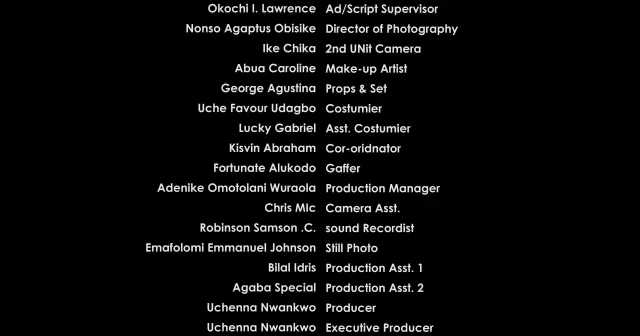 Okochi I. Lawrence Ad/Script Supervisor
Nonso Agaptus Obisike Director of Photography
Ike Chika 2nd UNit Camera
Abua Caroline Make-up Artist
George Agustina Props & Set
Uche Favour Udagbo Costumier
Lucky Gabriel Asst. Costumier
Kisvin Abraham Cor-oridnator
Fortunate Alukodo Gaffer
Adenike Omotolani Wuraola Production Manager
Chris MIc Camera Asst.
Robinson Samson .C. sound Recordist
Emafolomi Emmanuel Johnson Still Photo
Bilal Idris Production Asst. 1
Agaba Special Production Asst. 2
Uchenna Nwankwo Producer
Uchenna Nwankwo Executive Producer